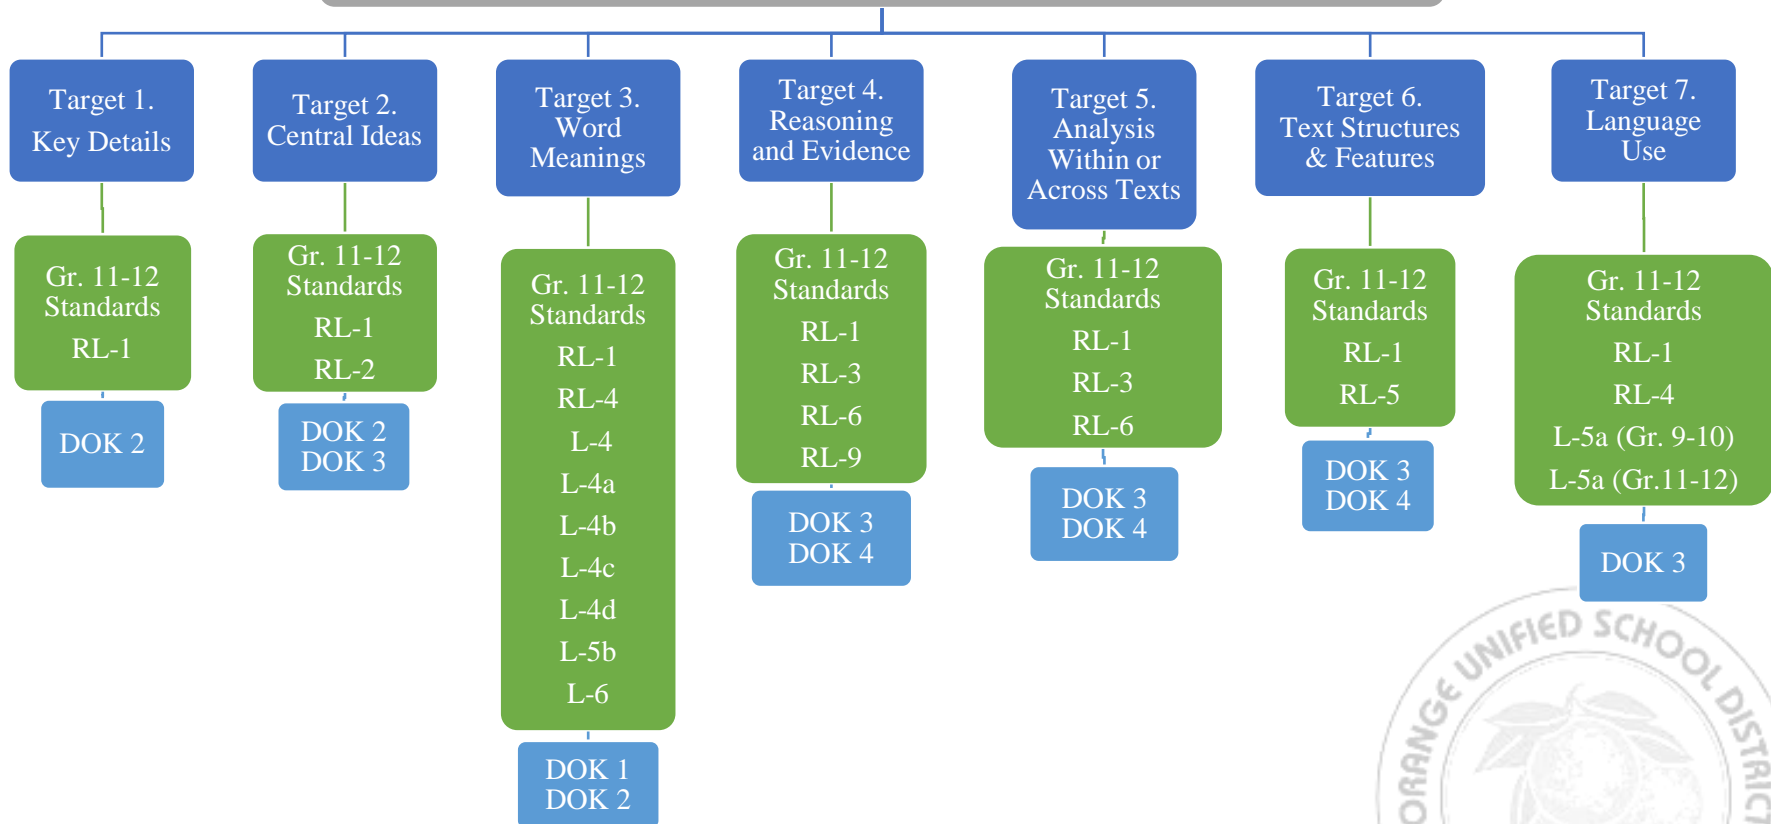 Target 1.
Key Details
Gr. 11-12
Standards
RL-1
DOK 2
Target 2.
Central Ideas
Gr. 11-12
Standards
RL-1
RL-2
DOK 2
DOK 3
Target 3.
Word
Meanings
Gr. 11-12
Standards
RL-1
RL-4
L-4
L-4a
L-4b
L-4c
L-4d
L-5b
L-6
DOK 1
DOK 2
Target 4.
Reasoning
and Evidence
Gr. 11-12
Standards
RL-1
RL-3
RL-6
RL-9
DOK 3
DOK 4
Target 5.
Analysis
Within or
Across Texts
Gr. 11-12
Standards
RL-1
RL-3
RL-6
DOK 3
DOK 4
Target 6.
Text Structures
& Features
Gr. 11-12
Standards
RL-1
RL-5
DOK 3
DOK 4
Target 7.
Language
Use
Gr. 11-12
Standards
RL-1
RL-4
L-5a (Gr. 9-10)
L-5a (Gr.11-12)
DOK 3
ORANGE UNIFIED SCHOOL DISTRICT